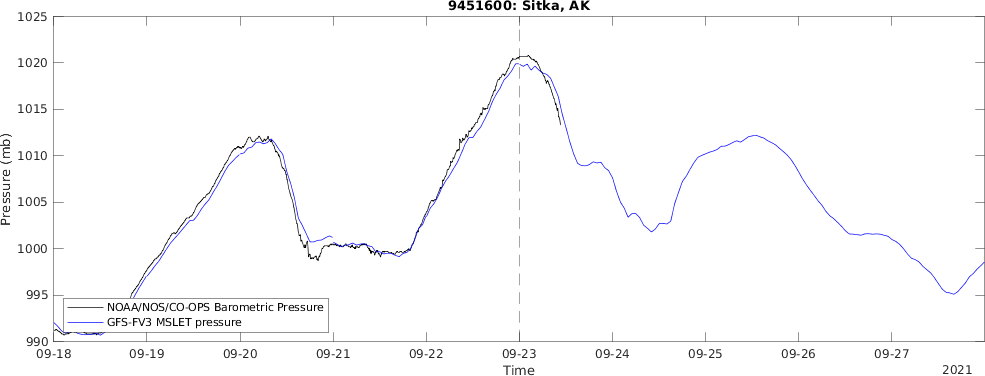 9451600: Sitka, AK
1025
1020
1015
1010
1005
1000
995
990
Pressure (mb)
NOAA/NOS/CO-OPS Barometric Pressure
GFS-FV3 MSLET pressure
09-18 09-19 09-20 09-21 09-22 09-23 09-24 09-25 09-26 09-27
Time
2021